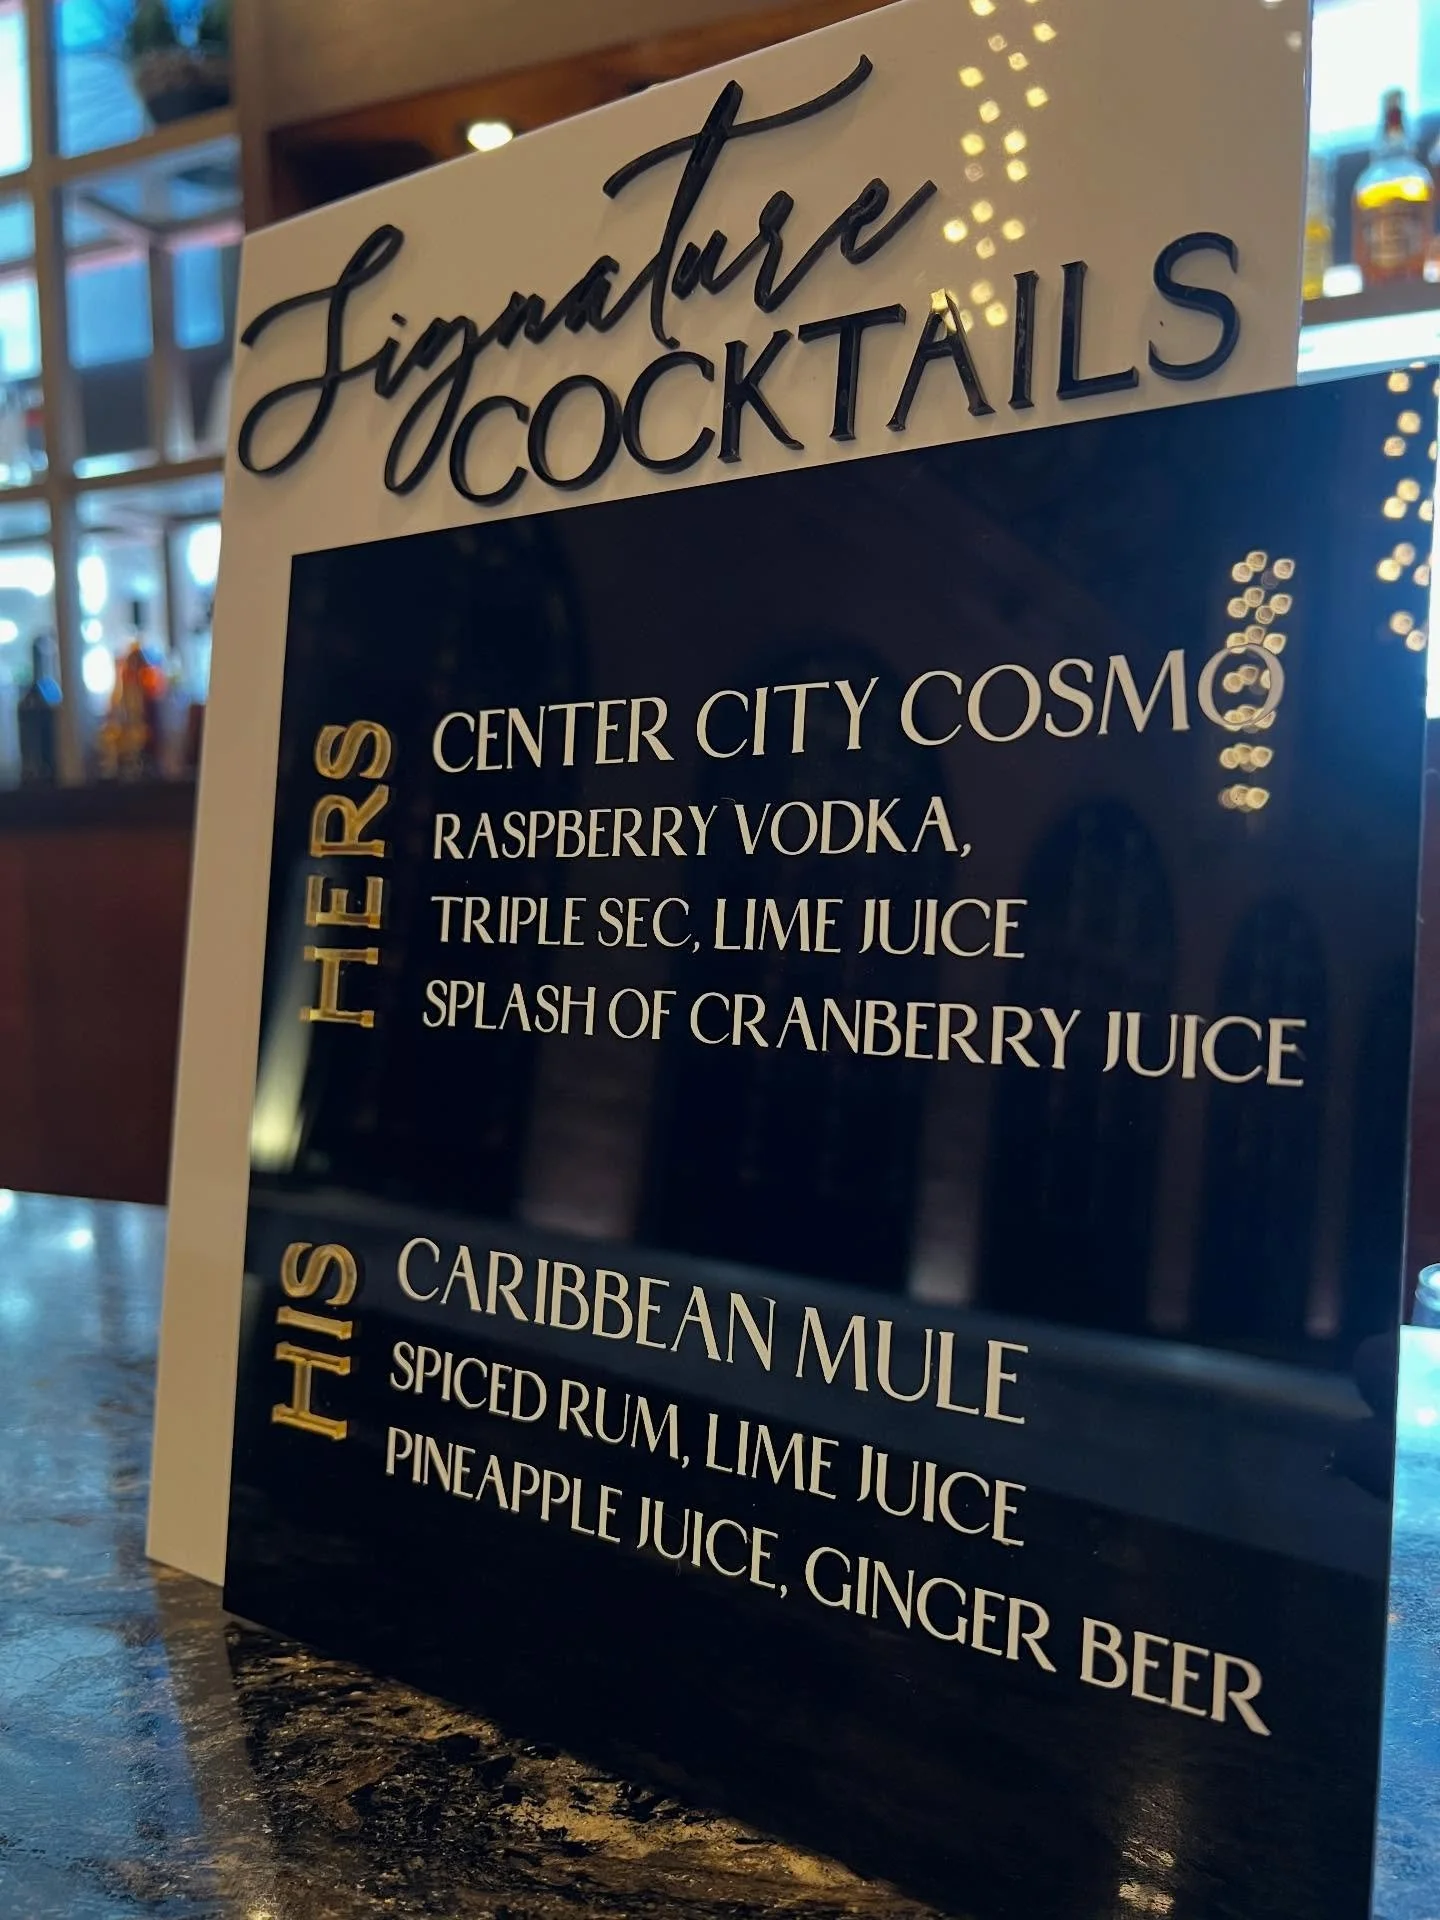 Signature
COCKTAILS
HERS
CENTER CITY COSMO
RASPBERRY VODKA,
TRIPLE SEC, LIME JUICE
SPLASH OF CRANBERRY JUICE
HIS
CARIBBEAN MULE
SPICED RUM, LIME JUICE
PINEAPPLE JUICE, GINGER BEER